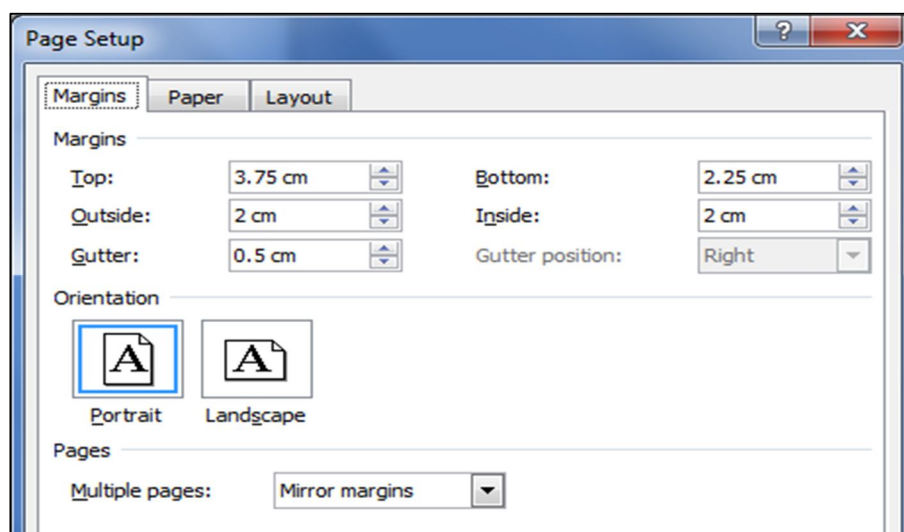 Page Setup
Margins Paper Layout
Margins
Top: 3.75 cm Bottom: 2.25 cm
Outside: 2 cm Inside: 2 cm
Gutter: 0.5 cm Gutter position: Right
Orientation
A A
Portrait Landscape
Pages
Multiple pages: Mirror margins